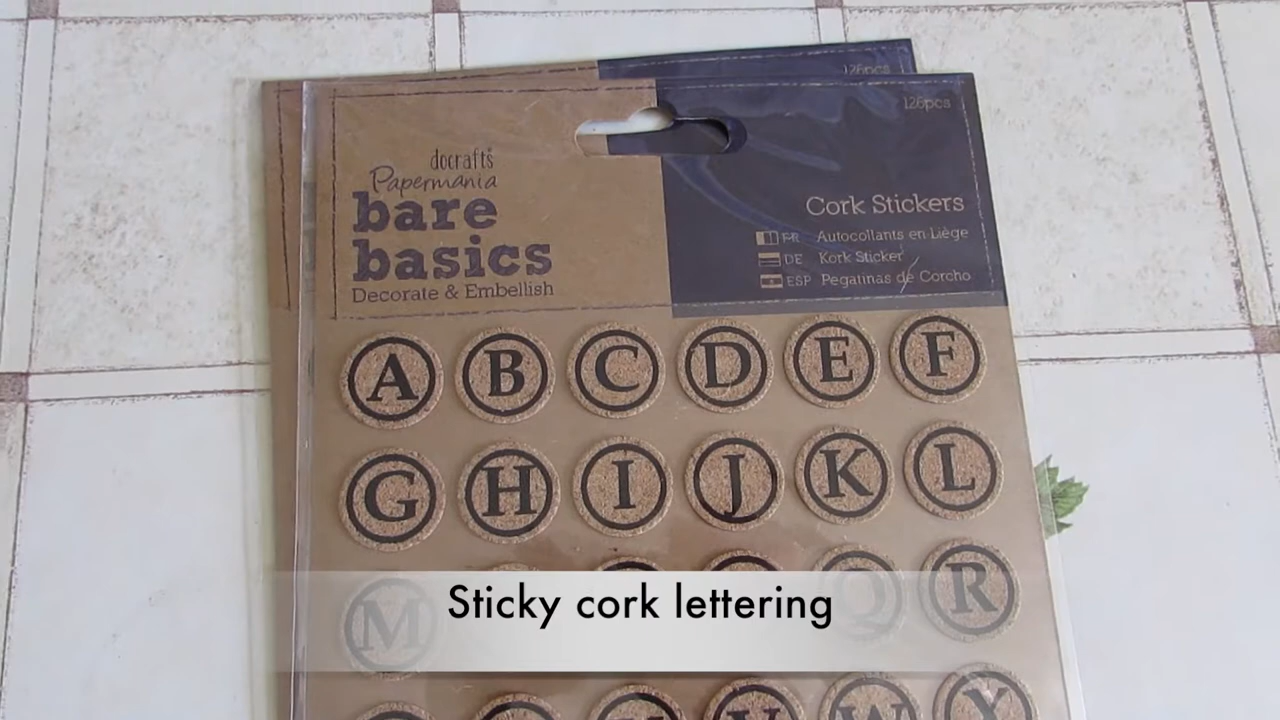 126pcs
126pcs
docrafts
Papermania
bare
basics
Decorate & Embellish
Cork Stickers
FR Autocollants en Liège
DE Kork Sticker
ESP Pegatinas de Corcho
A B C D E F
G H I J K L
M Q R
Sticky cork lettering
V W X